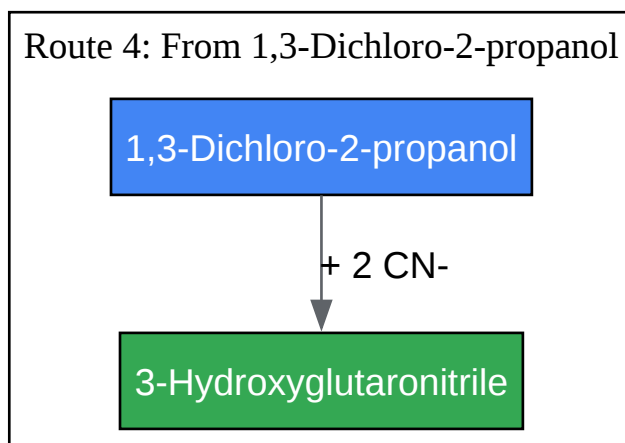 Route 4: From 1,3-Dichloro-2-propanol
1,3-Dichloro-2-propanol
+ 2 CN-
3-Hydroxyglutaronitrile